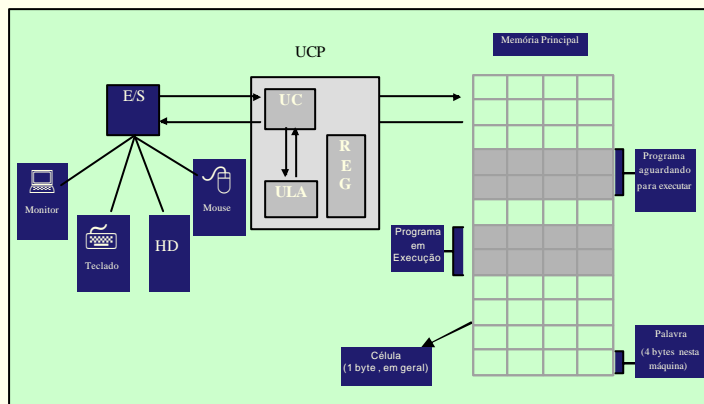 UCP
Memória Principal
E/S
UC
R
E
G
ULA
Monitor
Teclado
HD
Mouse
Programa
aguardando
para executar
Programa
em
Execução
Célula
(1 byte , em geral)
Palavra
(4 bytes nesta
máquina)